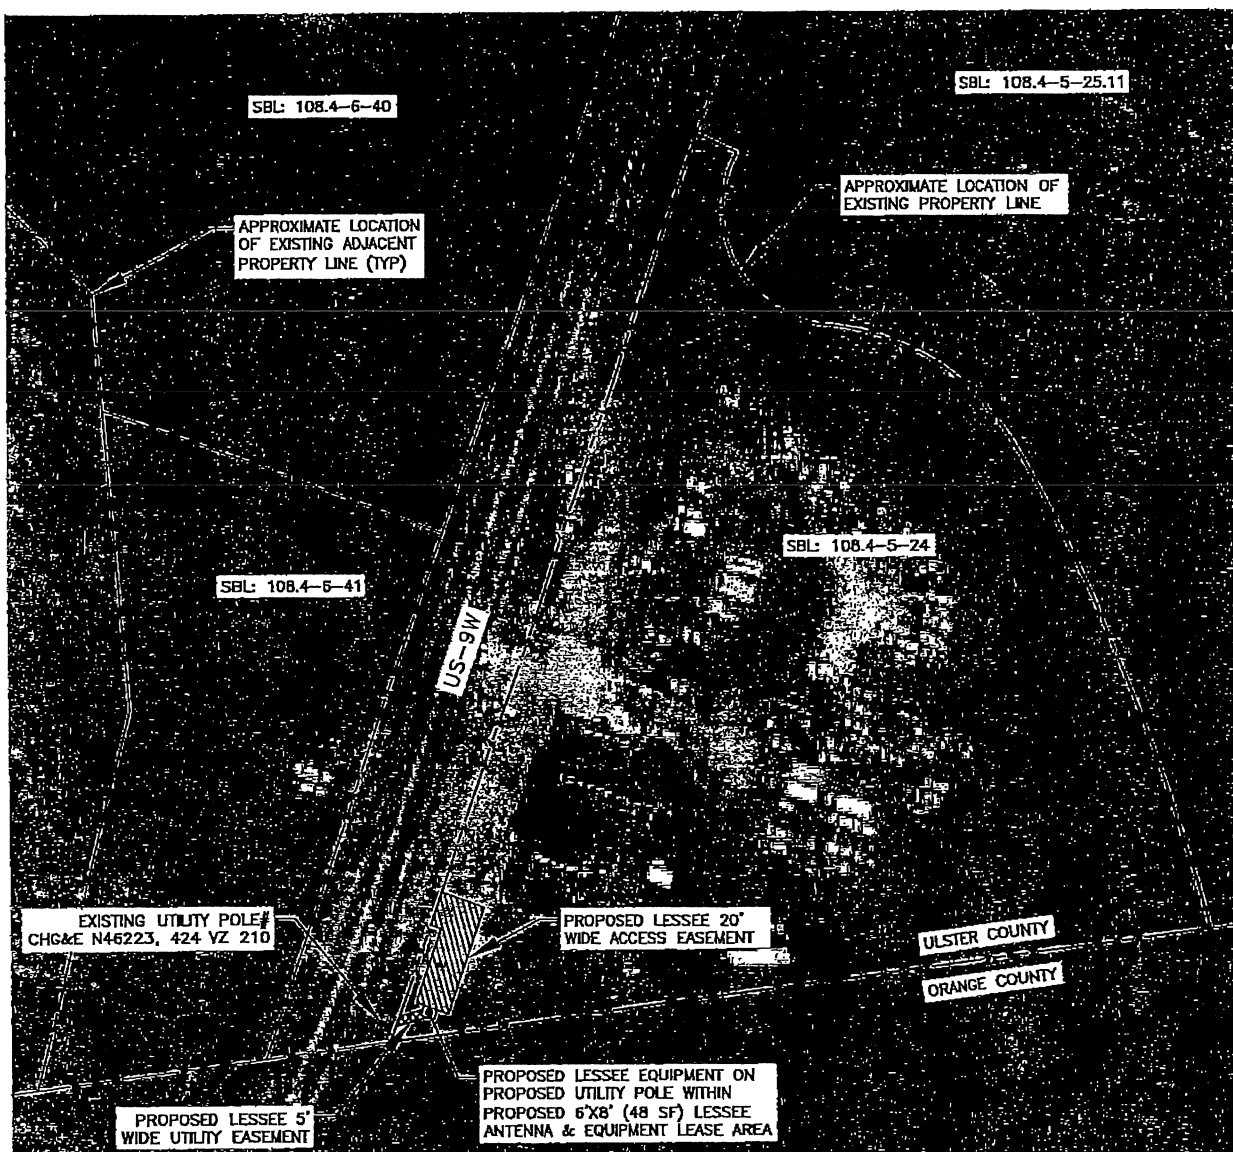 SBL: 108.4-6-40
SBL: 108.4-5-25.11
APPROXIMATE LOCATION OF
EXISTING PROPERTY LINE
APPROXIMATE LOCATION
OF EXISTING ADJACENT
PROPERTY LINE (TYP)
SBL: 108.4-5-24
SBL: 108.4-6-41
US-9W
EXISTING UTILITY POLE#
CHG&E N46223, 424 VZ 210
PROPOSED LESSEE 20'
WIDE ACCESS EASEMENT
ULSTER COUNTY
ORANGE COUNTY
PROPOSED LESSEE EQUIPMENT ON
PROPOSED UTILITY POLE WITHIN
PROPOSED 6'X8' (48 SF) LESSEE
ANTENNA & EQUIPMENT LEASE AREA
PROPOSED LESSEE 5'
WIDE UTILITY EASEMENT